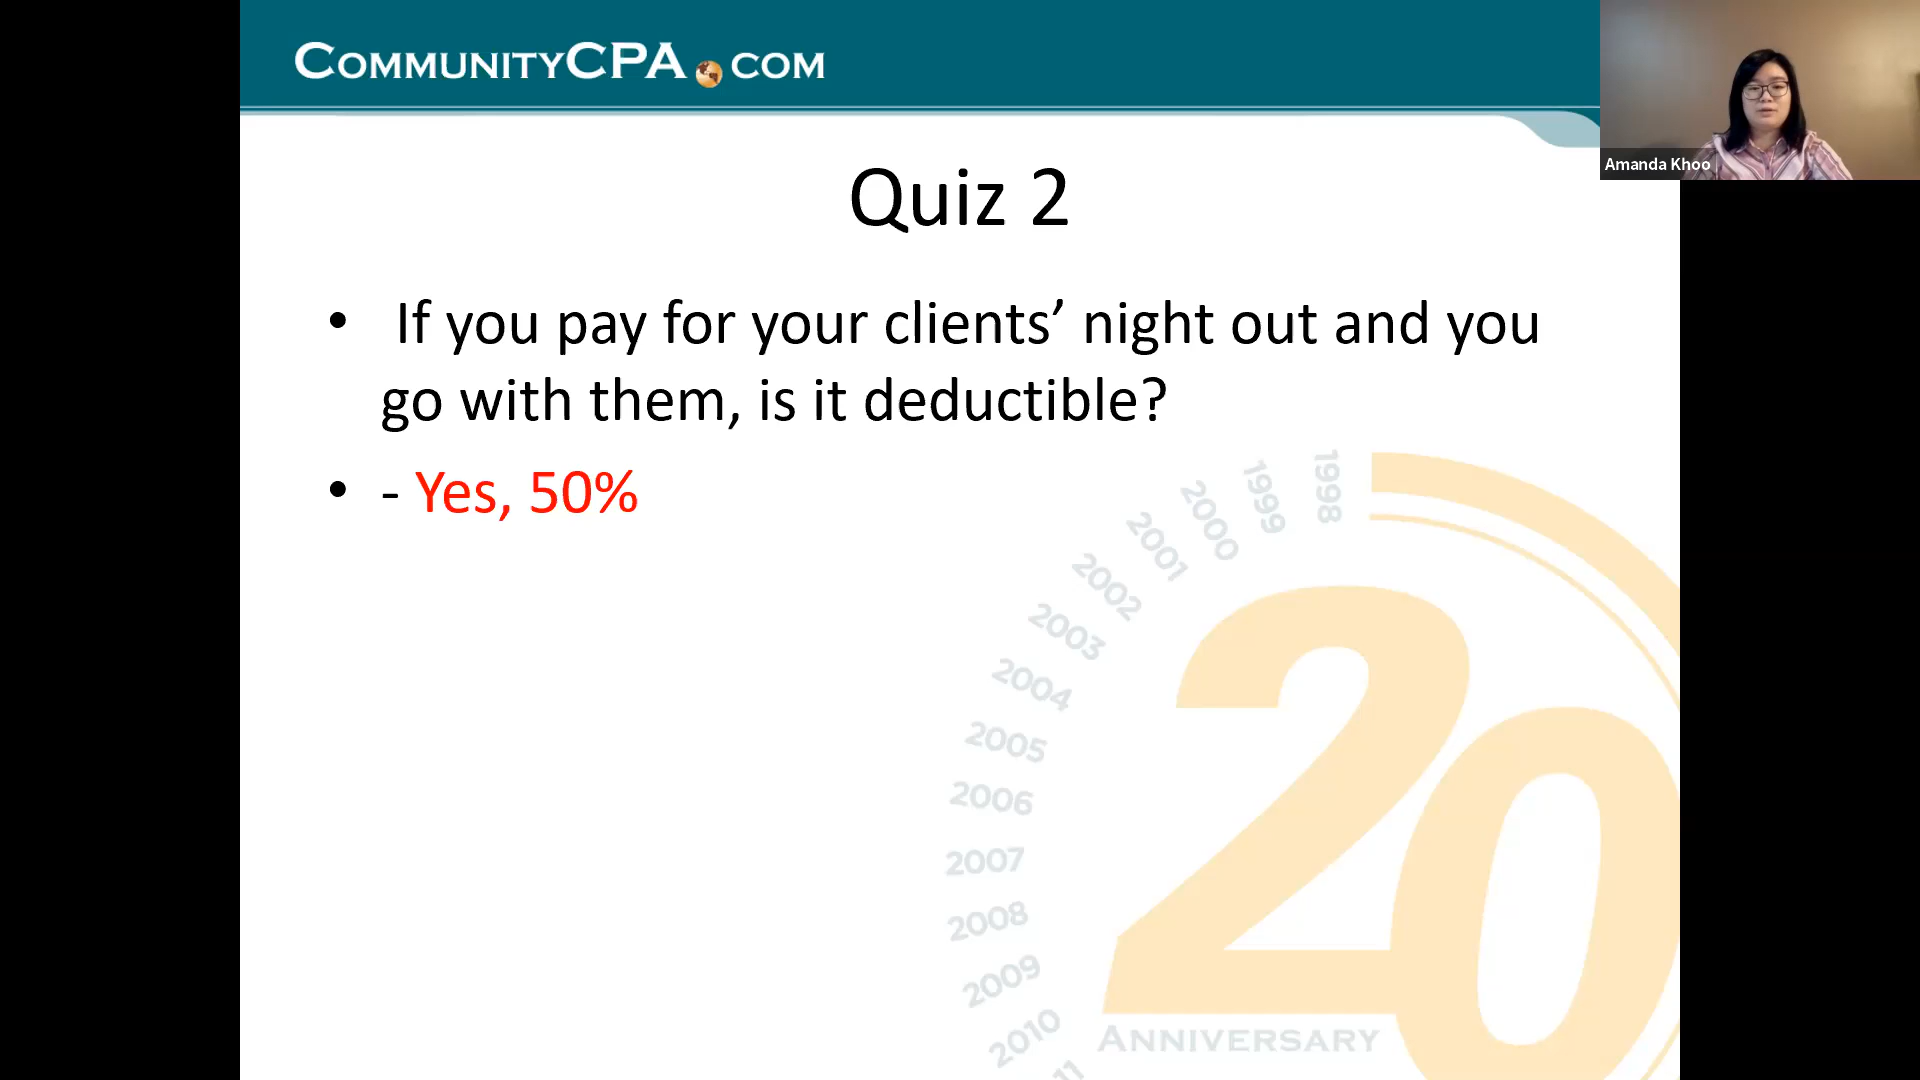 COMMUNITYCPA.COM
Amanda Khoo
Quiz 2
• If you pay for your clients’ night out and you
go with them, is it deductible?
• - Yes, 50%
1998
1999
2000
2001
2002
2003
2004
2005
2006
2007
2008
2009
2010
20
ANNIVERSARY